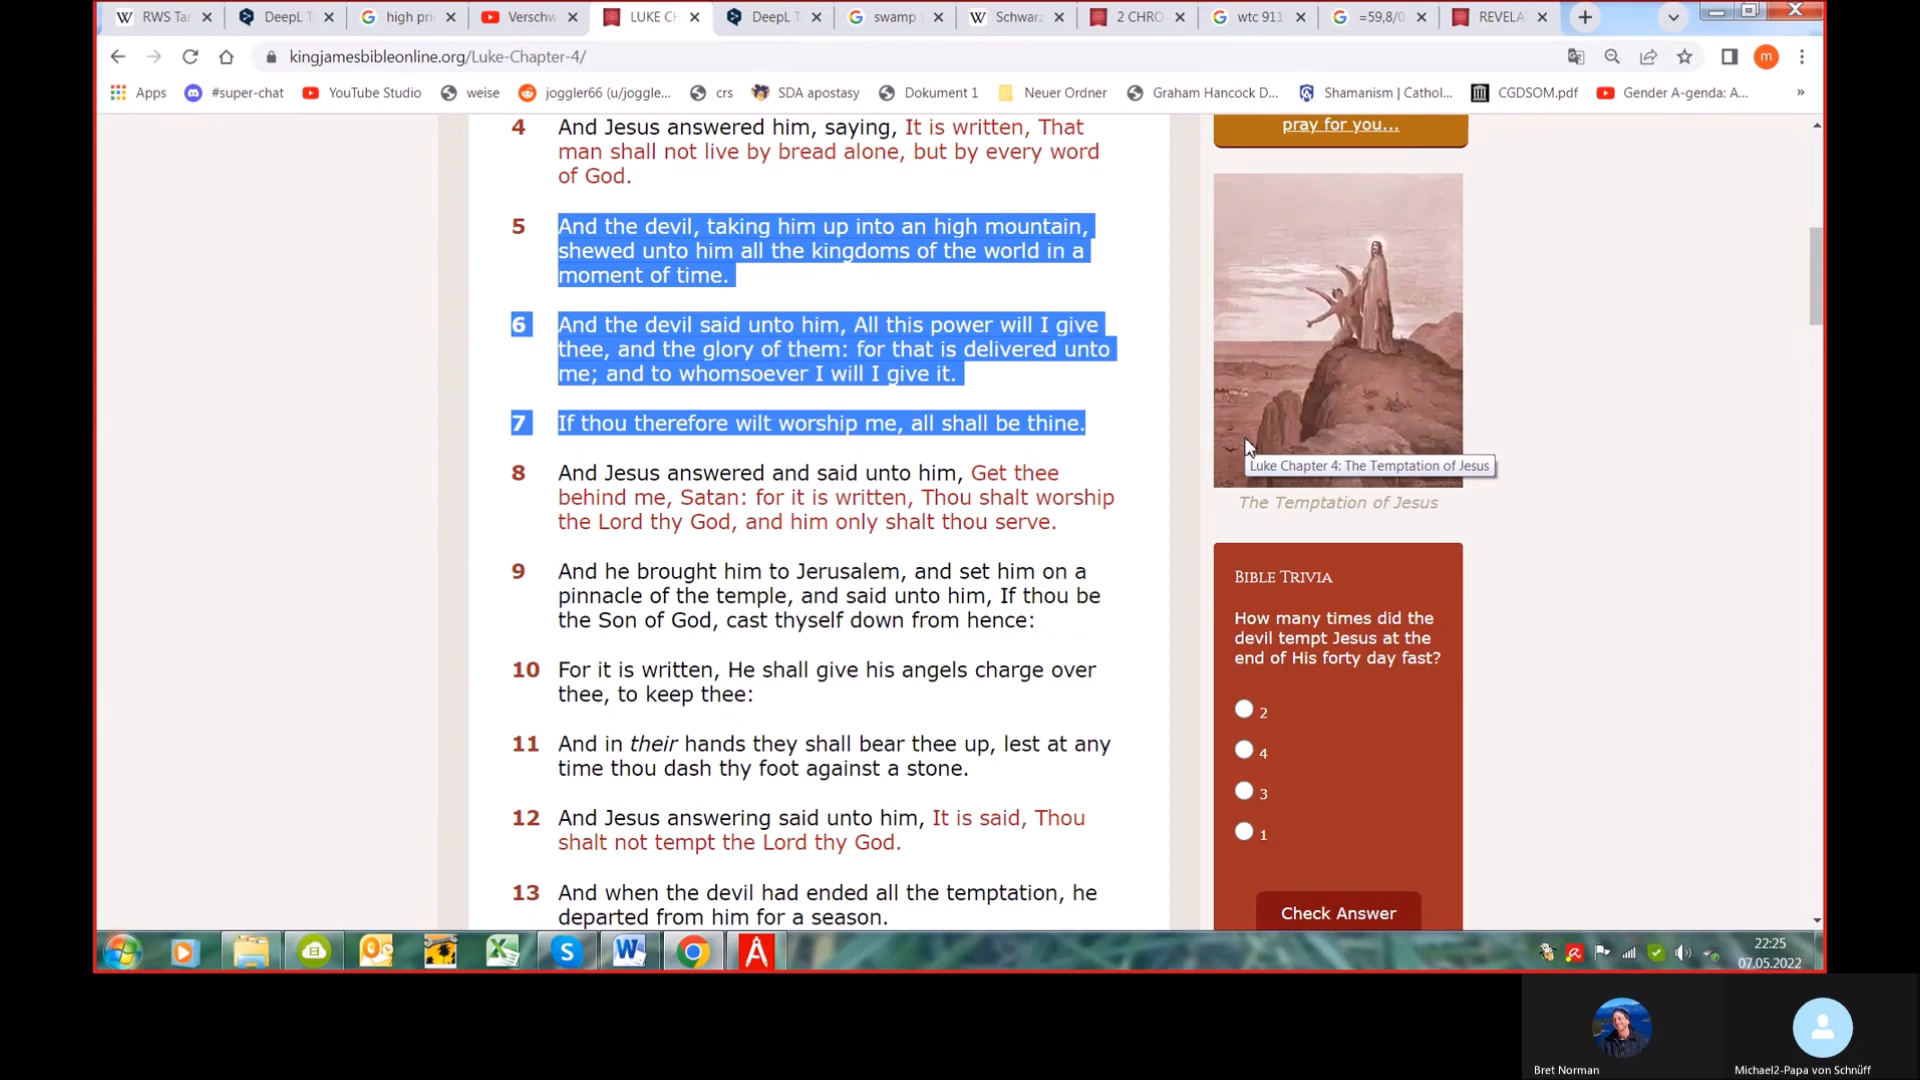 RWS Tar
DeepL T
high pri
Verschw
LUKE CH
DeepL T
swamp
Schwarz
2 CHRO
wtc 911
=59,8/0
REVELA
kingjamesbibleonline.org/Luke-Chapter-4/
m
Apps
#super-chat
YouTube Studio
weise
joggler66 (u/joggle...
crs
SDA apostasy
Dokument 1
Neuer Ordner
Graham Hancock D...
Shamanism | Cathol...
CGDSOM.pdf
Gender A-genda: A...
»
4 And Jesus answered him, saying, It is written, That
man shall not live by bread alone, but by every word
of God.
5 And the devil, taking him up into an high mountain,
shewed unto him all the kingdoms of the world in a
moment of time.
6 And the devil said unto him, All this power will I give
thee, and the glory of them: for that is delivered unto
me; and to whomsoever I will I give it.
7 If thou therefore wilt worship me, all shall be thine.
8 And Jesus answered and said unto him, Get thee
behind me, Satan: for it is written, Thou shalt worship
the Lord thy God, and him only shalt thou serve.
9 And he brought him to Jerusalem, and set him on a
pinnacle of the temple, and said unto him, If thou be
the Son of God, cast thyself down from hence:
10 For it is written, He shall give his angels charge over
thee, to keep thee:
11 And in their hands they shall bear thee up, lest at any
time thou dash thy foot against a stone.
12 And Jesus answering said unto him, It is said, Thou
shalt not tempt the Lord thy God.
13 And when the devil had ended all the temptation, he
departed from him for a season.
pray for you...
Luke Chapter 4: The Temptation of Jesus
The Temptation of Jesus
BIBLE TRIVIA
How many times did the
devil tempt Jesus at the
end of His forty day fast?
2
4
3
1
Check Answer
22:25
07.05.2022
Bret Norman
Michael2-Papa von Schnüff